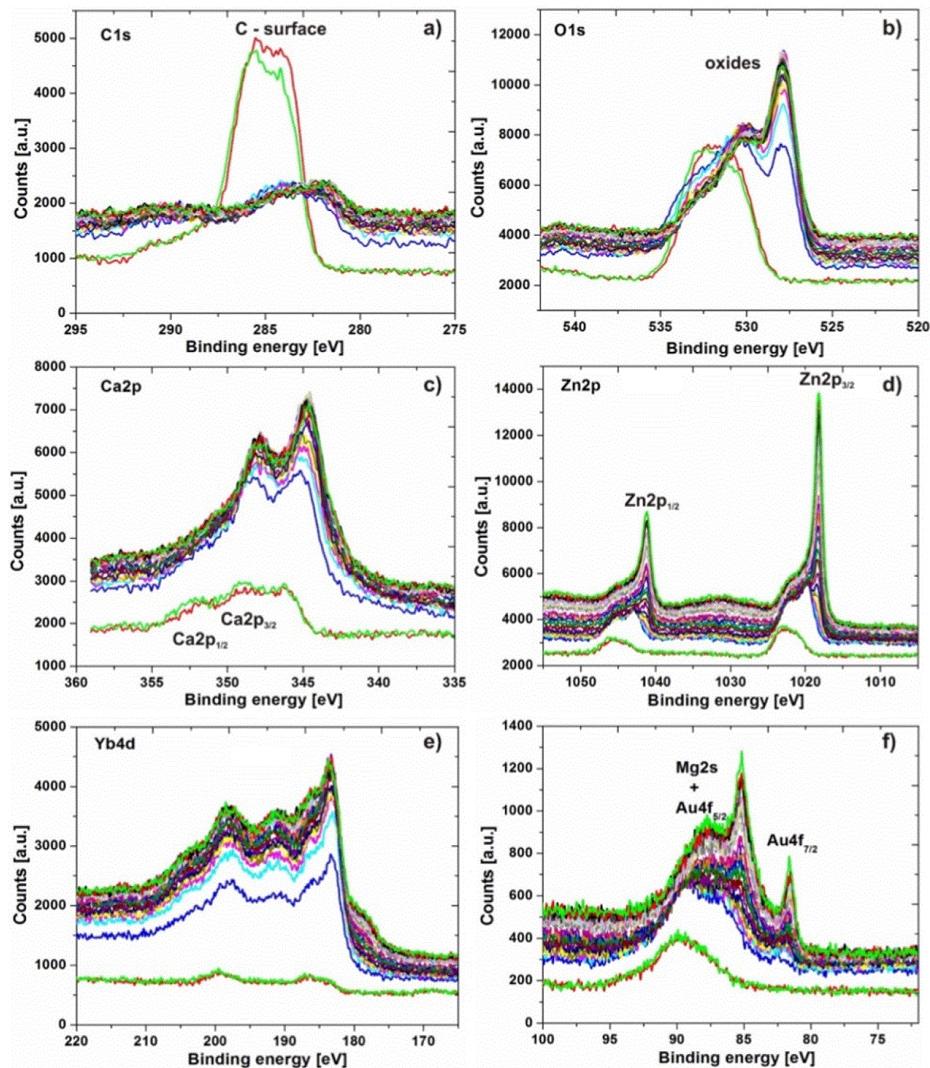 C1s
C - surface
a)
Counts [a.u.]
5000
4000
3000
2000
1000
0
295
290
285
280
275
Binding energy [eV]
O1s
oxides
b)
Counts [a.u.]
12000
10000
8000
6000
4000
2000
540
535
530
525
520
Binding energy [eV]
Ca2p
c)
Counts [a.u.]
8000
7000
6000
5000
4000
3000
2000
1000
Ca2p1/2
Ca2p3/2
360
355
350
345
340
335
Binding energy [eV]
Zn2p
Zn2p3/2
d)
Zn2p1/2
Counts [a.u.]
14000
12000
10000
8000
6000
4000
2000
1050
1040
1030
1020
1010
Binding energy [eV]
Yb4d
e)
Counts [a.u.]
5000
4000
3000
2000
1000
0
220
210
200
190
180
170
Binding energy [eV]
f)
Mg2s
+
Au4f5/2
Au4f7/2
Counts [a.u.]
1400
1200
1000
800
600
400
200
0
100
95
90
85
80
75
Binding energy [eV]